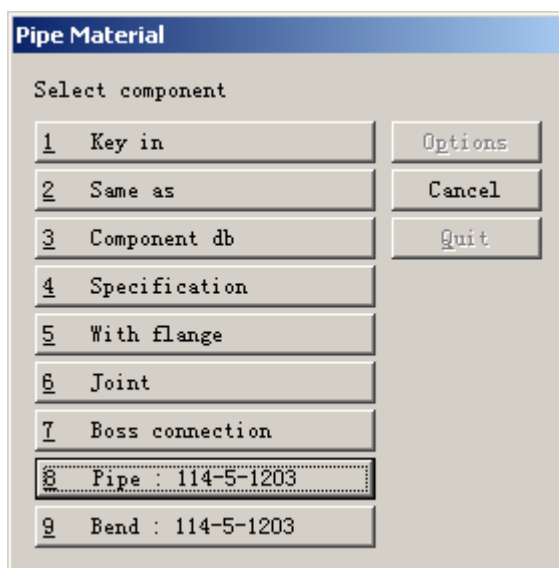 Pipe Material
Select component
1 Key in
Options
2 Same as
Cancel
3 Component db
Quit
4 Specification
5 With flange
6 Joint
7 Boss connection
8 Pipe : 114-5-1203
9 Bend : 114-5-1203